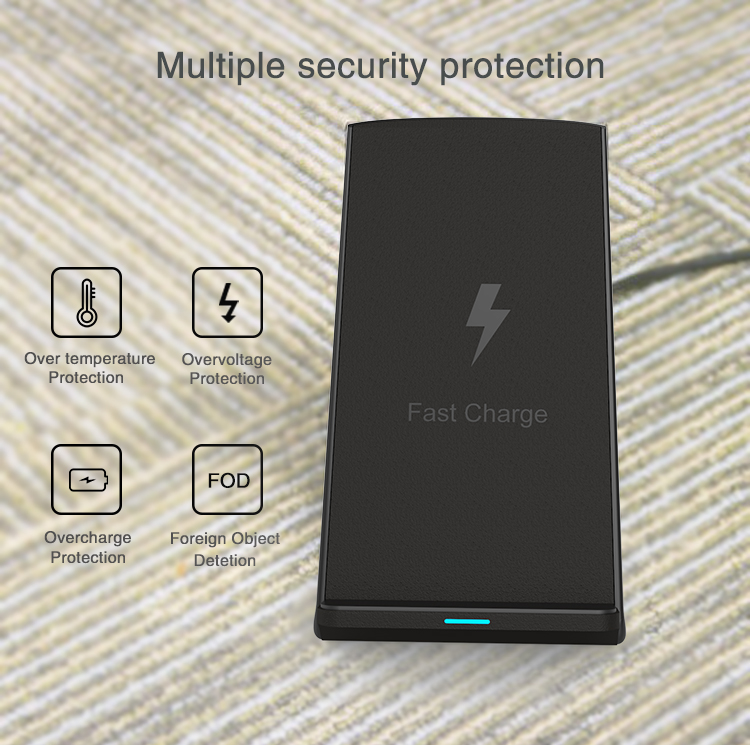 Multiple security protection
Over temperature
Protection
Overvoltage
Protection
Fast Charge
Overcharge
Protection
FOD
Foreign Object
Detetion